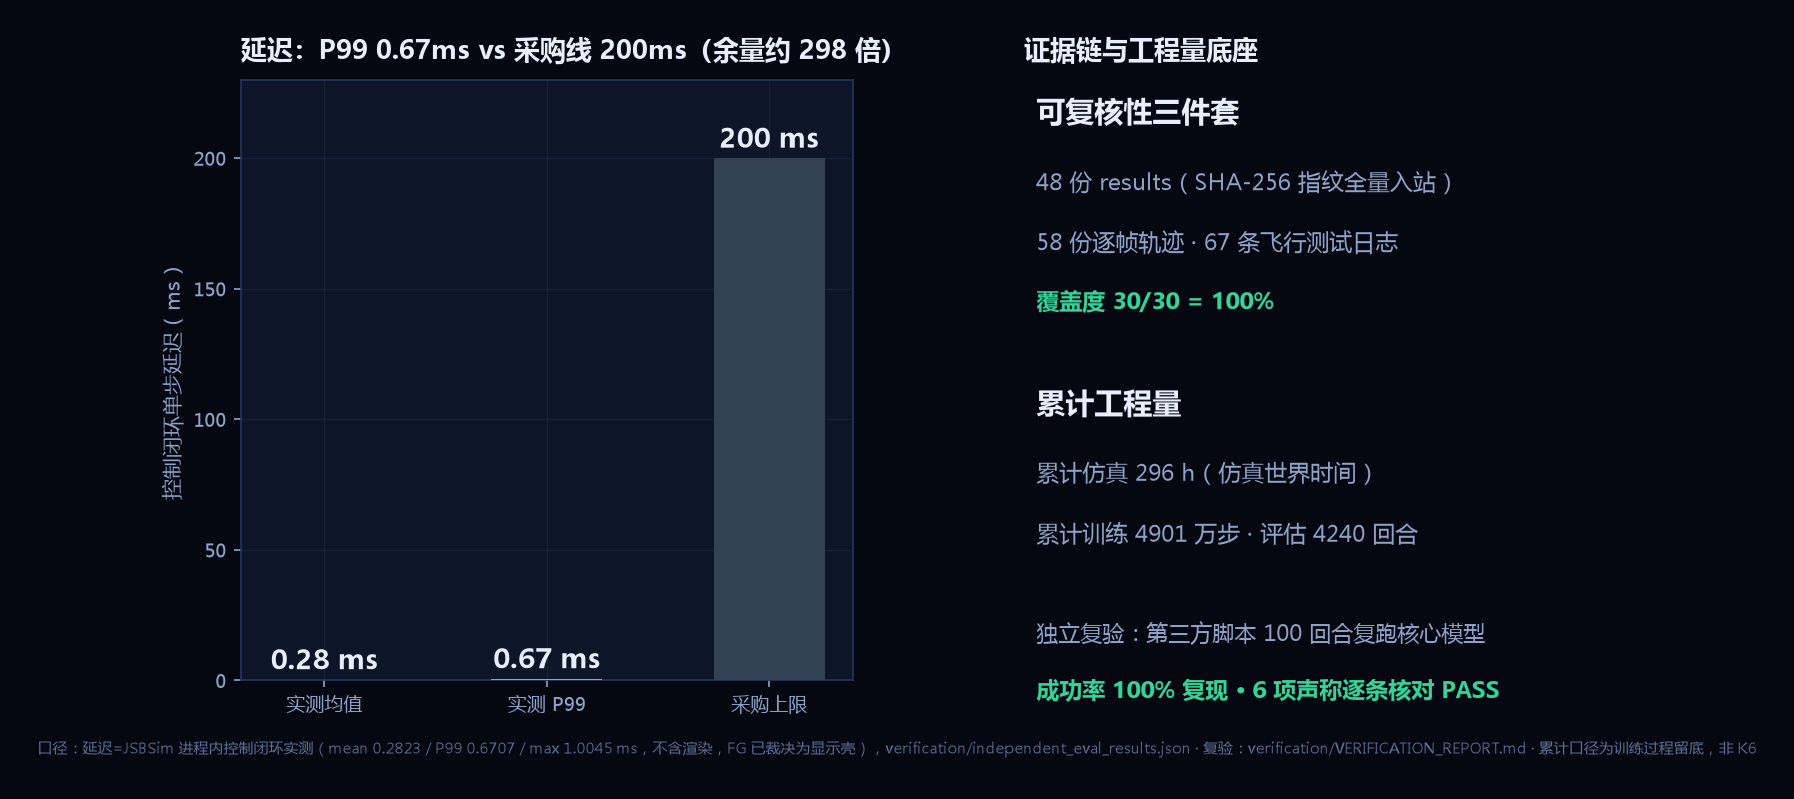 延迟：P99 0.67ms vs 采购线 200ms（余量约 298 倍）
控制闭环单步延迟（ms）
200
150
100
50
0
200 ms
0.28 ms
0.67 ms
实测均值
实测 P99
采购上限
证据链与工程量底座
可复核性三件套
48 份 results（SHA-256 指纹全量入站）
58 份逐帧轨迹 · 67 条飞行测试日志
覆盖度 30/30 = 100%
累计工程量
累计仿真 296 h（仿真世界时间）
累计训练 4901 万步 · 评估 4240 回合
独立复验：第三方脚本 100 回合复跑核心模型
成功率 100% 复现 • 6 项声称逐条核对 PASS
口径：延迟=JSBSim 进程内控制闭环实测（mean 0.2823 / P99 0.6707 / max 1.0045 ms，不含渲染，FG 已裁决为显示壳），verification/independent_eval_results.json · 复验：verification/VERIFICATION_REPORT.md · 累计口径为训练过程留底，非 K6